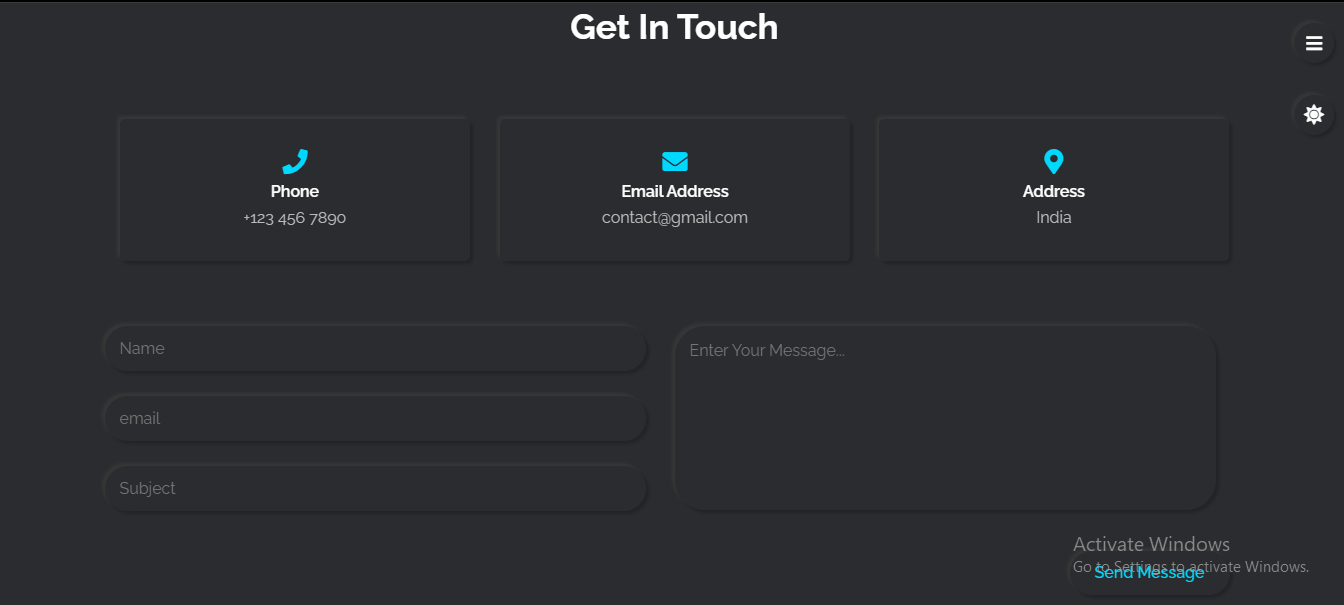 Get In Touch
Phone
+123 456 7890
Email Address
contact@gmail.com
Address
India
Name
email
Subject
Enter Your Message...
Send Message
Activate Windows
Go to Settings to activate Windows.